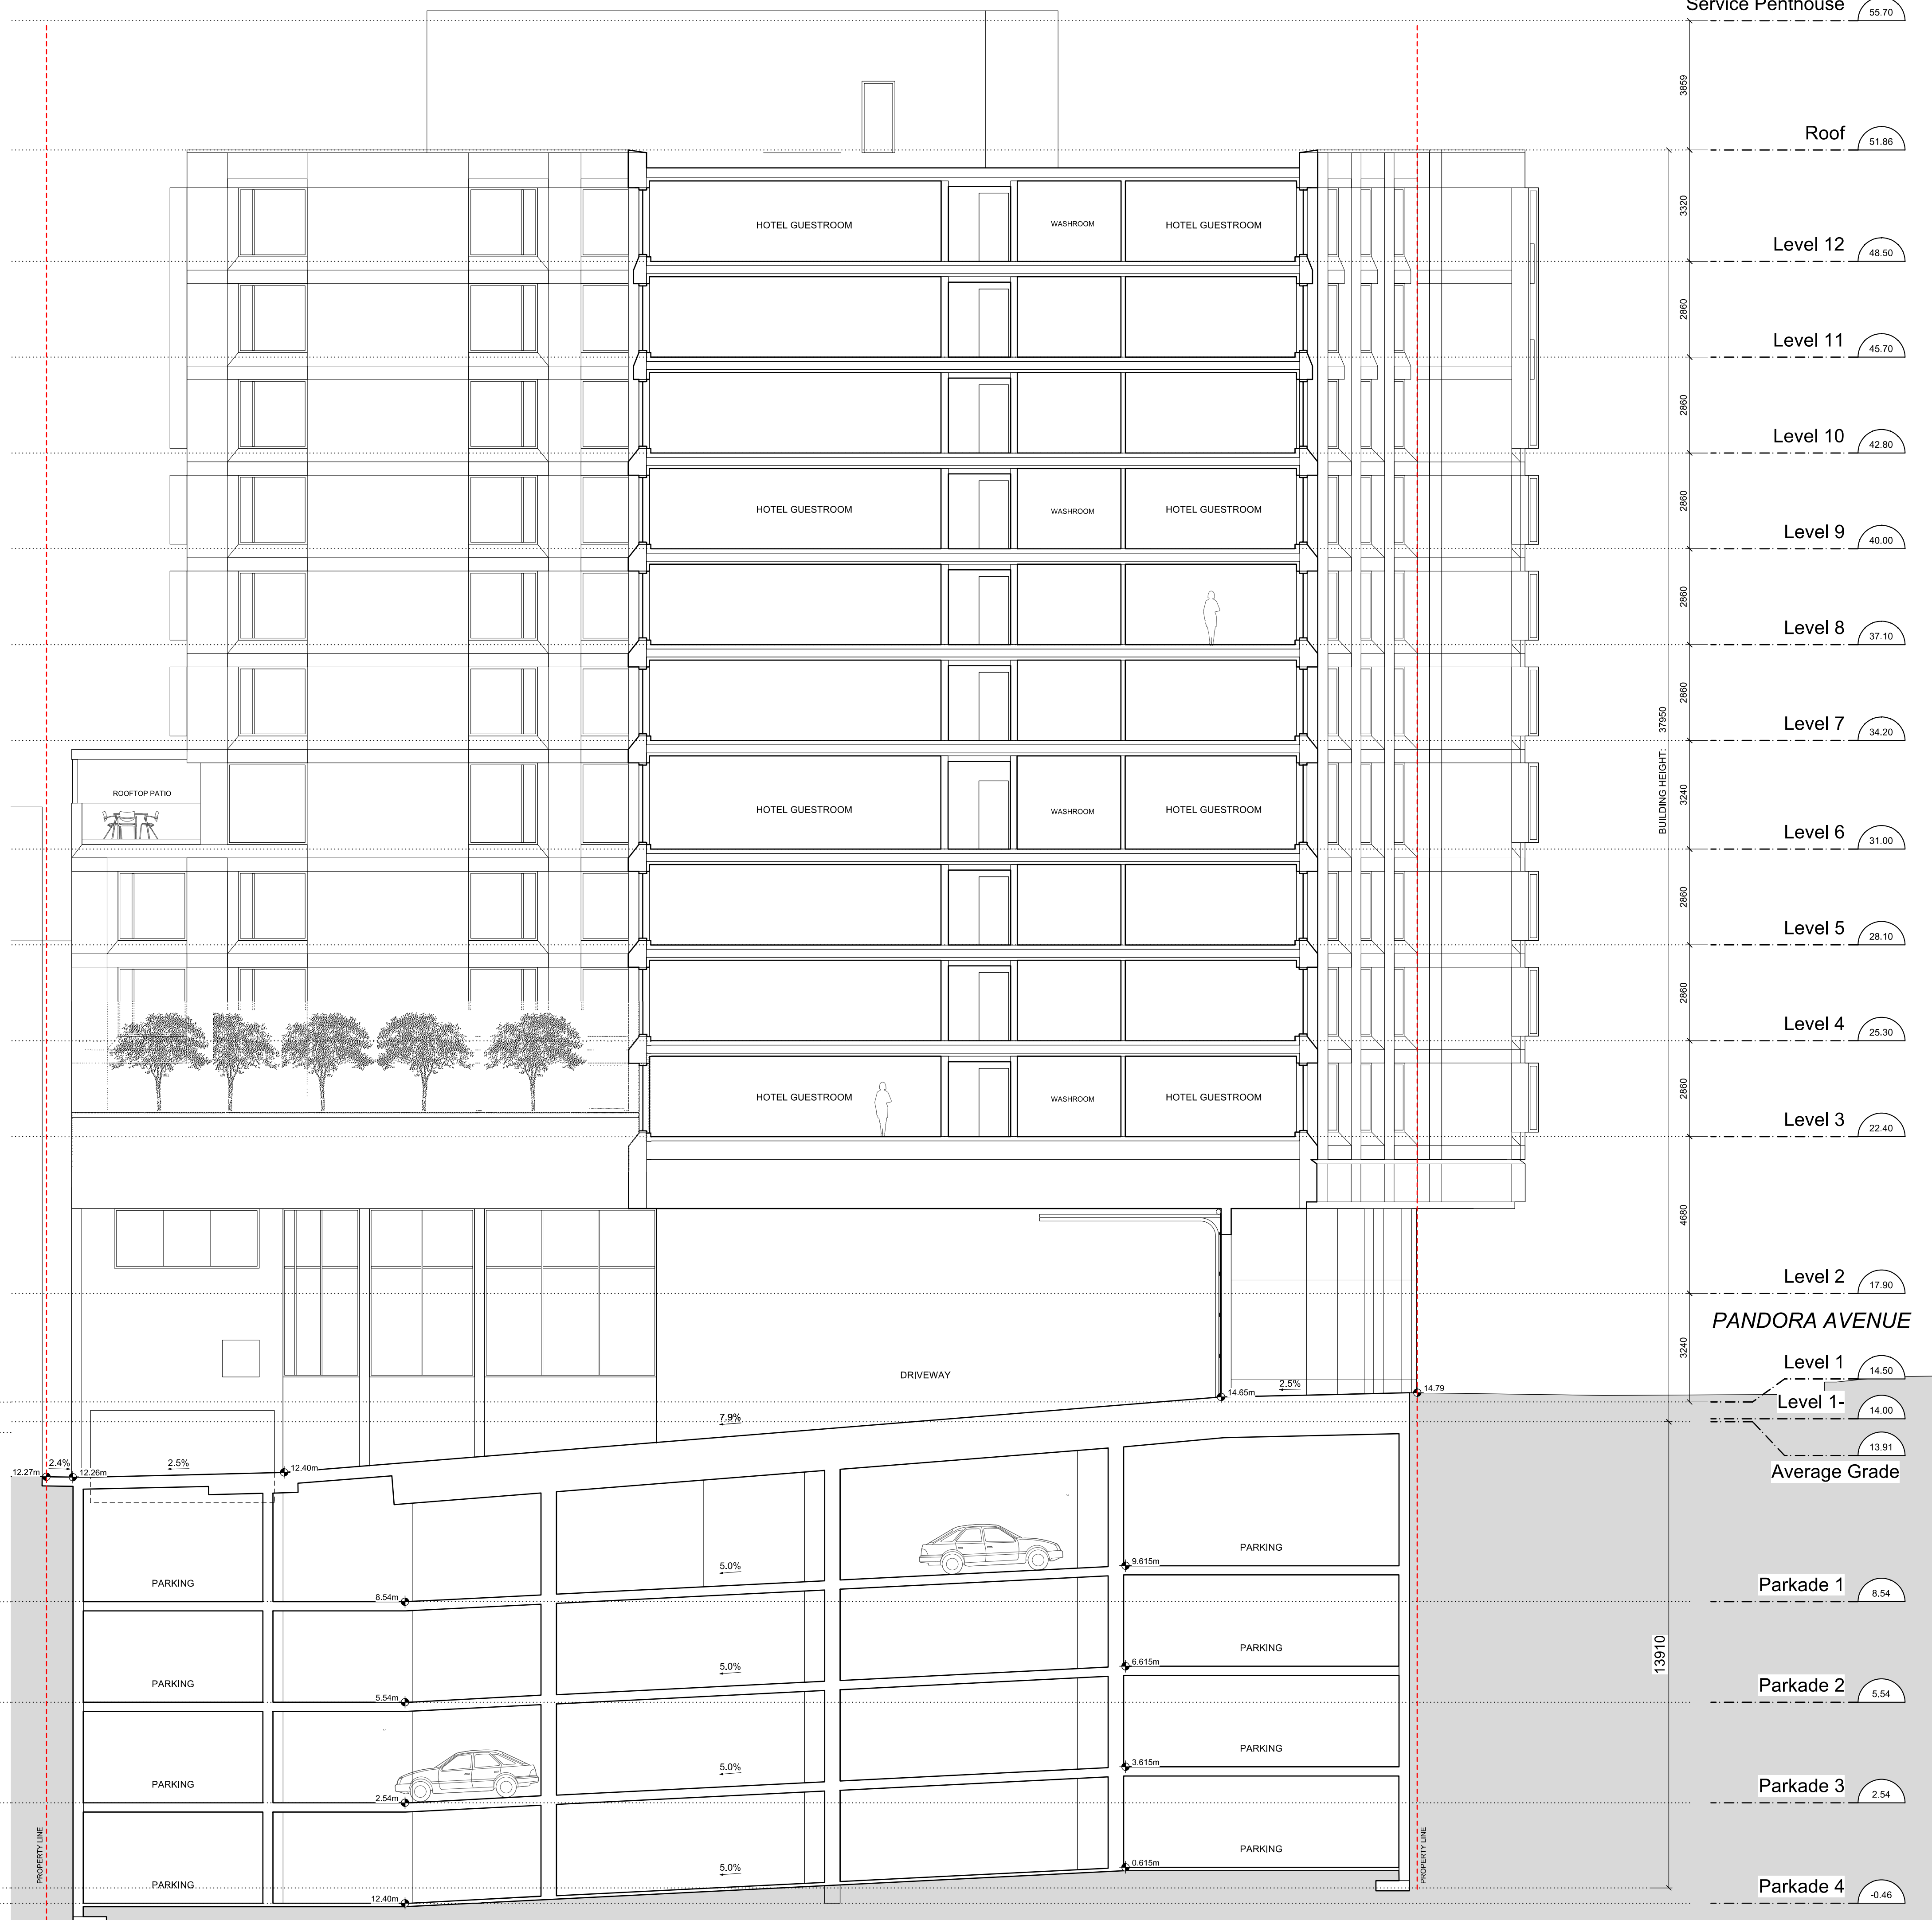 Service Penthouse 55.70
3859
Roof 51.86
3320
HOTEL GUESTROOM WASHROOM HOTEL GUESTROOM
Level 12 48.50
2860
Level 11 45.70
2860
Level 10 42.80
2860
HOTEL GUESTROOM WASHROOM HOTEL GUESTROOM
Level 9 40.00
2860
Level 8 37.10
2860
Level 7 34.20
BUILDING HEIGHT: 37950
3240
ROOFTOP PATIO
HOTEL GUESTROOM WASHROOM HOTEL GUESTROOM
Level 6 31.00
2860
Level 5 28.10
2860
Level 4 25.30
2860
HOTEL GUESTROOM WASHROOM HOTEL GUESTROOM
Level 3 22.40
4680
Level 2 17.90
PANDORA AVENUE
3240
DRIVEWAY
Level 1 14.50
14.65m 2.5% 14.79
Level 1- 14.00
7.9%
13.91
Average Grade
12.27m 2.4% 12.26m 2.5% 12.40m
PARKING 5.0% 9.615m PARKING
8.54m
Parkade 1 8.54
PARKING 5.0% 6.615m PARKING
13910
5.54m
Parkade 2 5.54
PARKING 5.0% 3.615m PARKING
2.54m
Parkade 3 2.54
PROPERTY LINE
PARKING 5.0% 0.615m PARKING
PROPERTY LINE
12.40m
Parkade 4 -0.46